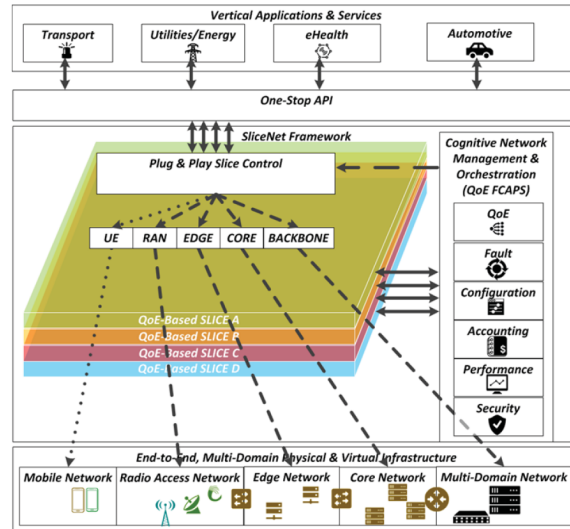 Vertical Applications & Services
Transport
Utilities/Energy
eHealth
Automotive
One-Stop API
SliceNet Framework
Plug & Play Slice Control
Cognitive Network
Management &
Orchestrration
(QoE FCAPS)
UE
RAN
EDGE
CORE
BACKBONE
QoE
Fault
Configuration
Accounting
Performance
Security
QoE-Based SLICE A
QoE-Based SLICE B
QoE-Based SLICE C
QoE-Based SLICE D
End-to-End, Multi-Domain Physical & Virtual Infrastructure
Mobile Network
Radio Access Network
Edge Network
Core Network
Multi-Domain Network